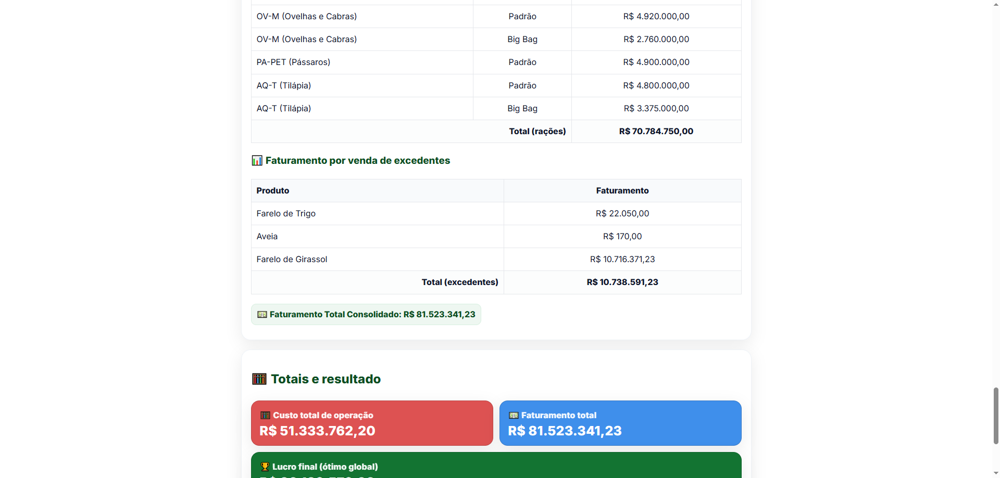 OV-M (Ovelhas e Cabras) Padrão R$ 4.920.000,00
OV-M (Ovelhas e Cabras) Big Bag R$ 2.760.000,00
PA-PET (Pássaros) Padrão R$ 4.900.000,00
AQ-T (Tilápia) Padrão R$ 4.800.000,00
AQ-T (Tilápia) Big Bag R$ 3.375.000,00
Total (rações) R$ 70.784.750,00
Faturamento por venda de excedentes
Produto Faturamento
Farelo de Trigo R$ 22.050,00
Aveia R$ 170,00
Farelo de Girassol R$ 10.716.371,23
Total (excedentes) R$ 10.738.591,23
Faturamento Total Consolidado: R$ 81.523.341,23
Totais e resultado
Custo total de operação
R$ 51.333.762,20
Faturamento total
R$ 81.523.341,23
Lucro final (ótimo global)